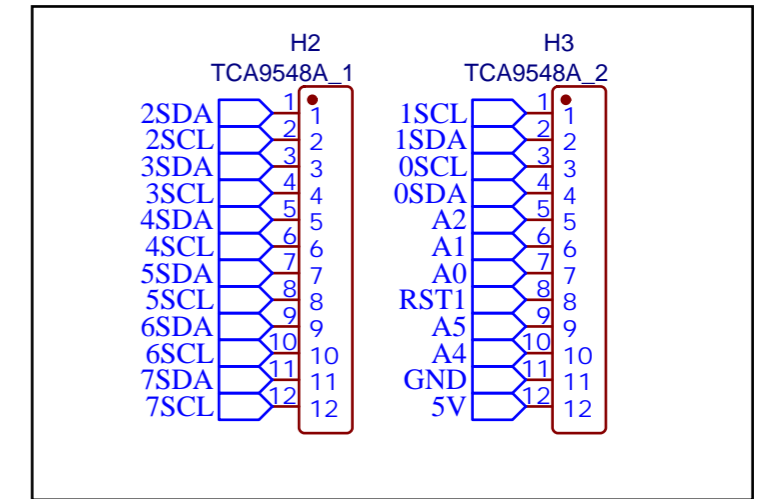 H2
TCA9548A_1
2SDA 1 1
2SCL 2 2
3SDA 3 3
3SCL 4 4
4SDA 5 5
4SCL 6 6
5SDA 7 7
5SCL 8 8
6SDA 9 9
6SCL 10 10
7SDA 11 11
7SCL 12 12
H3
TCA9548A_2
1SCL 1 1
1SDA 2 2
0SCL 3 3
0SDA 4 4
A2 5 5
A1 6 6
A0 7 7
RST1 8 8
A5 9 9
A4 10 10
GND 11 11
5V 12 12